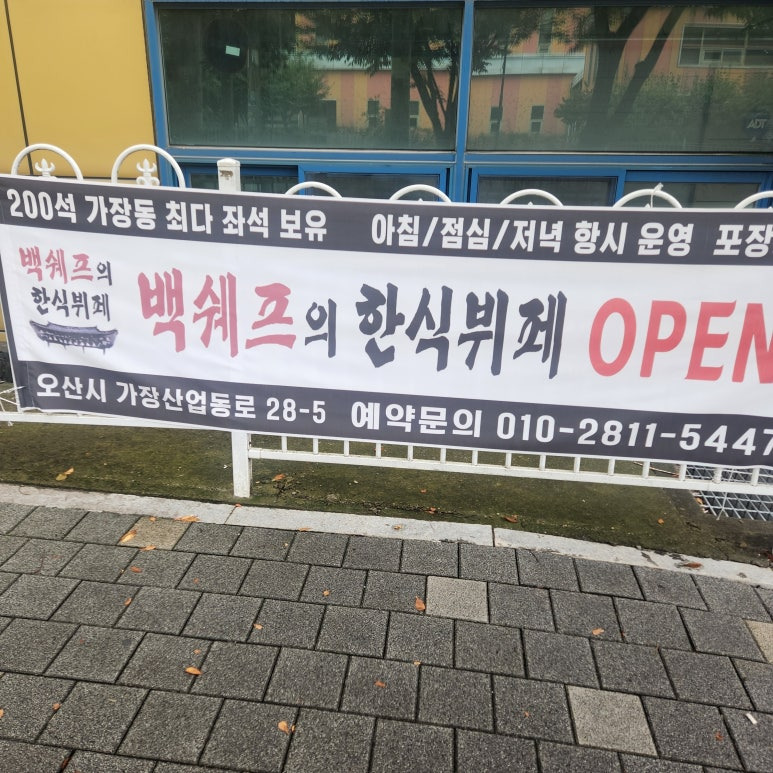 200석 가장동 최다 좌석 보유 아침/점심/저녁 항시 운영 포장
백쉐프의
한식뷔페
백쉐프의 한식뷔페 OPEN
오산시 가장산업동로 28-5 예약문의 010-2811-5447
ADT